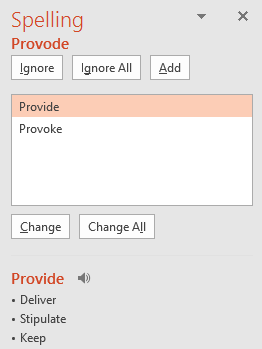 Spelling
Provode
Ignore Ignore All Add
Provide
Provoke
Change Change All
Provide
• Deliver
• Stipulate
• Keep